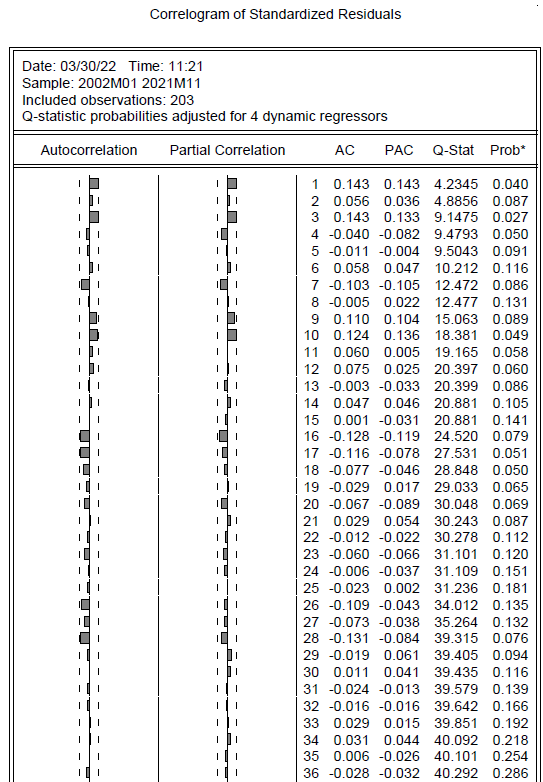 Correlogram of Standardized Residuals
Date: 03/30/22 Time: 11:21
Sample: 2002M01 2021M11
Included observations: 203
Q-statistic probabilities adjusted for 4 dynamic regressors
Autocorrelation Partial Correlation AC PAC Q-Stat Prob*
1 0.143 0.143 4.2345 0.040
2 0.056 0.036 4.8856 0.087
3 0.143 0.133 9.1475 0.027
4 -0.040 -0.082 9.4793 0.050
5 -0.011 -0.004 9.5043 0.091
6 0.058 0.047 10.212 0.116
7 -0.103 -0.105 12.472 0.086
8 -0.005 0.022 12.477 0.131
9 0.110 0.104 15.063 0.089
10 0.124 0.136 18.381 0.049
11 0.060 0.005 19.165 0.058
12 0.075 0.025 20.397 0.060
13 -0.003 -0.033 20.399 0.086
14 0.047 0.046 20.881 0.105
15 0.001 -0.031 20.881 0.141
16 -0.128 -0.119 24.520 0.079
17 -0.116 -0.078 27.531 0.051
18 -0.077 -0.046 28.848 0.050
19 -0.029 0.017 29.033 0.065
20 -0.067 -0.089 30.048 0.069
21 0.029 0.054 30.243 0.087
22 -0.012 -0.022 30.278 0.112
23 -0.060 -0.066 31.101 0.120
24 -0.006 -0.037 31.109 0.151
25 -0.023 0.002 31.236 0.181
26 -0.109 -0.043 34.012 0.135
27 -0.073 -0.038 35.264 0.132
28 -0.131 -0.084 39.315 0.076
29 -0.019 0.061 39.405 0.094
30 0.011 0.041 39.435 0.116
31 -0.024 -0.013 39.579 0.139
32 -0.016 -0.016 39.642 0.166
33 0.029 0.015 39.851 0.192
34 0.031 0.044 40.092 0.218
35 0.006 -0.026 40.101 0.254
36 -0.028 -0.032 40.292 0.286